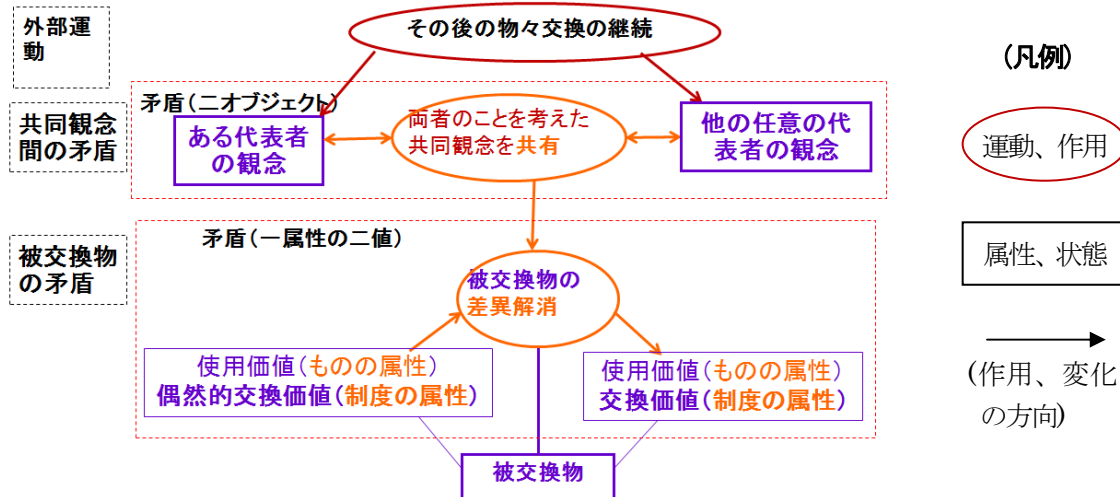 外部運
動
その後の物々交換の継続
(凡例)
共同観念
間の矛盾
矛盾(二オブジェクト)
ある代表者
の観念
両者のことを考えた
共同観念を共有
他の任意の代
表者の観念
運動、作用
被交換物
の矛盾
矛盾(一属性の二値)
被交換物の
差異解消
属性、状態
使用価値(ものの属性)
偶然的交換価値(制度の属性)
使用価値(ものの属性)
交換価値(制度の属性)
(作用、変化
の方向)
被交換物